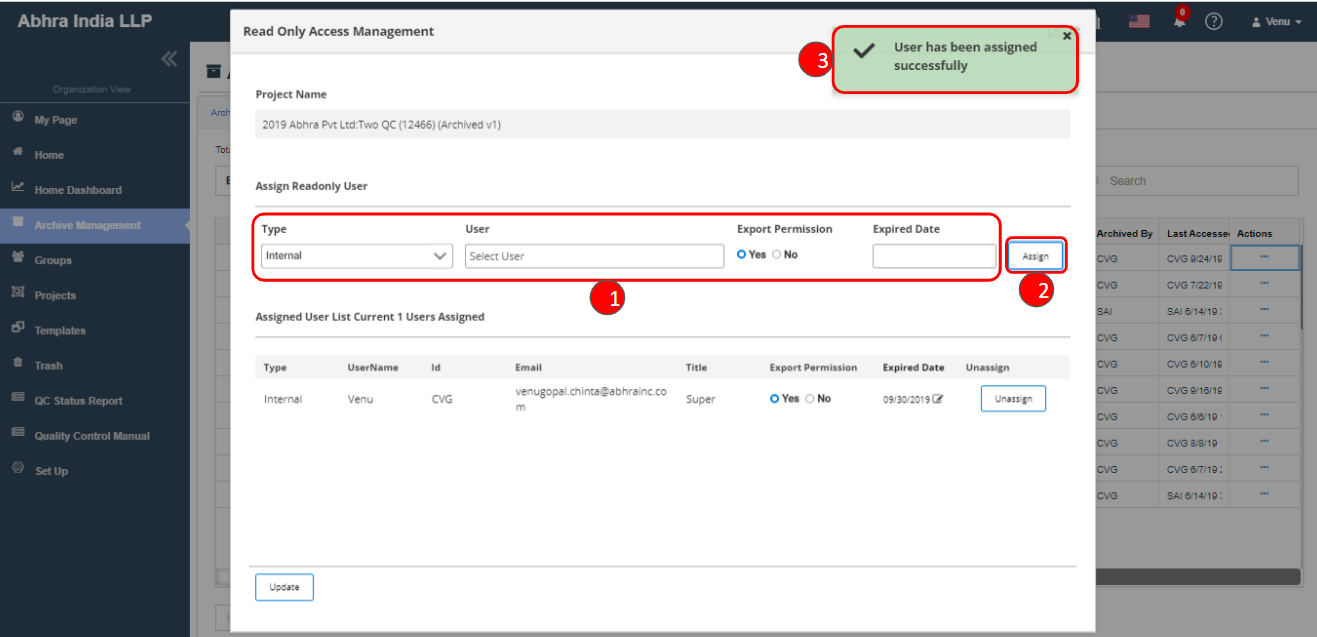 Abhra India LLP
0
Venu
Organization View
My Page
Home
Home Dashboard
Archive Management
Groups
Projects
Templates
Trash
QC Status Report
Quality Control Manual
Set Up
Read Only Access Management
3
User has been assigned
successfully
Project Name
2019 Abhra Pvt Ltd:Two QC (12466) (Archived v1)
Assign Readonly User
Type User Export Permission Expired Date
Internal Select User Yes No Assign
1
2
Assigned User List Current 1 Users Assigned
Type UserName Id Email Title Export Permission Expired Date Unassign
Internal Venu CVG venugopal.chinta@abhrainc.co
m Super Yes No 09/30/2019 Unassign
Update
Search
Archived By Last Accesse Actions
CVG CVG 9/24/19
CVG CVG 7/22/19
SAI SAI 6/14/19
CVG CVG 6/7/19
CVG CVG 6/10/19
CVG CVG 9/16/19
CVG CVG 6/6/19
CVG CVG 8/8/19
CVG CVG 6/7/19
CVG SAI 6/14/19